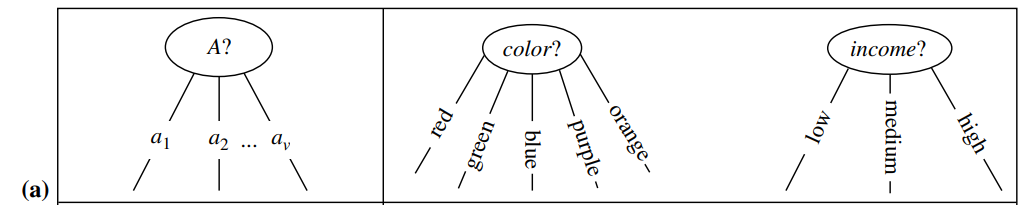 A?
color?
income?
a1 a2 ... av
red
green
blue
purple
orange
low
medium
high
(a)